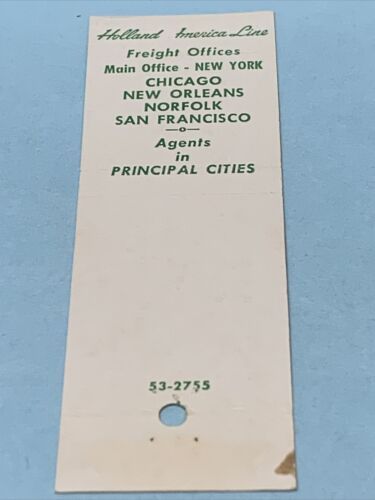 Holland America Line
Freight Offices
Main Office - NEW YORK
CHICAGO
NEW ORLEANS
NORFOLK
SAN FRANCISCO
—o—
Agents
in
PRINCIPAL CITIES
53-2755